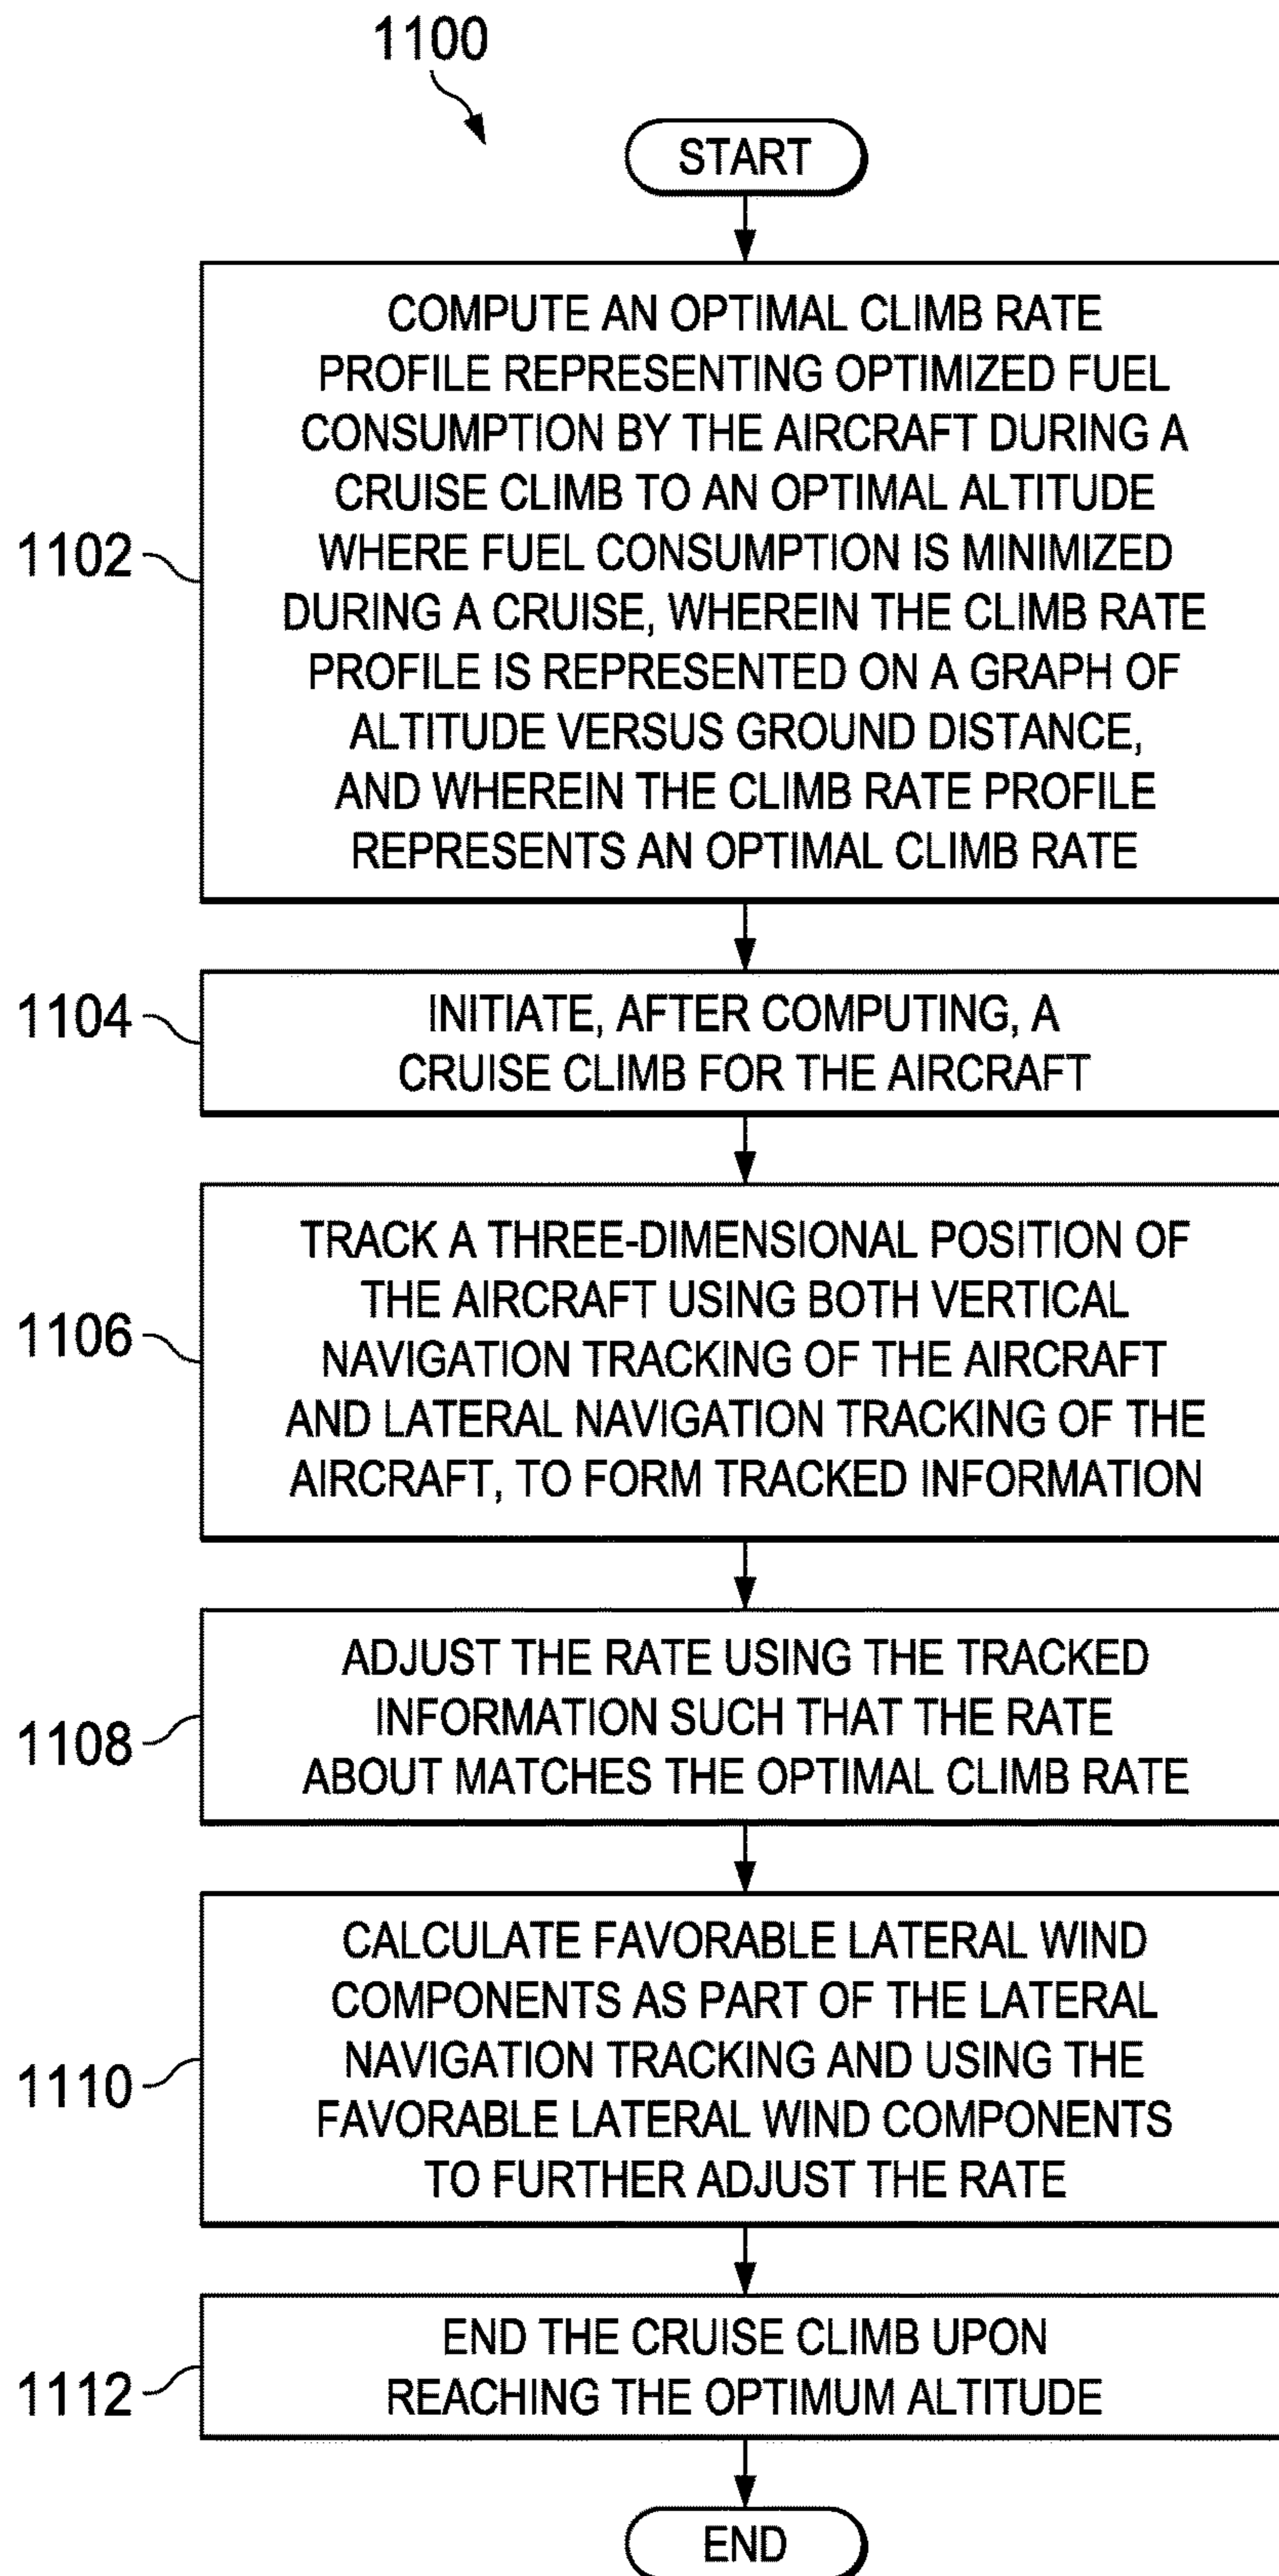 1100
START
COMPUTE AN OPTIMAL CLIMB RATE
PROFILE REPRESENTING OPTIMIZED FUEL
CONSUMPTION BY THE AIRCRAFT DURING A
CRUISE CLIMB TO AN OPTIMAL ALTITUDE
WHERE FUEL CONSUMPTION IS MINIMIZED
DURING A CRUISE, WHEREIN THE CLIMB RATE
PROFILE IS REPRESENTED ON A GRAPH OF
ALTITUDE VERSUS GROUND DISTANCE,
AND WHEREIN THE CLIMB RATE PROFILE
REPRESENTS AN OPTIMAL CLIMB RATE
1102
INITIATE, AFTER COMPUTING, A
CRUISE CLIMB FOR THE AIRCRAFT
1104
TRACK A THREE-DIMENSIONAL POSITION OF
THE AIRCRAFT USING BOTH VERTICAL
NAVIGATION TRACKING OF THE AIRCRAFT
AND LATERAL NAVIGATION TRACKING OF THE
AIRCRAFT, TO FORM TRACKED INFORMATION
1106
ADJUST THE RATE USING THE TRACKED
INFORMATION SUCH THAT THE RATE
ABOUT MATCHES THE OPTIMAL CLIMB RATE
1108
CALCULATE FAVORABLE LATERAL WIND
COMPONENTS AS PART OF THE LATERAL
NAVIGATION TRACKING AND USING THE
FAVORABLE LATERAL WIND COMPONENTS
TO FURTHER ADJUST THE RATE
1110
END THE CRUISE CLIMB UPON
REACHING THE OPTIMUM ALTITUDE
1112
END